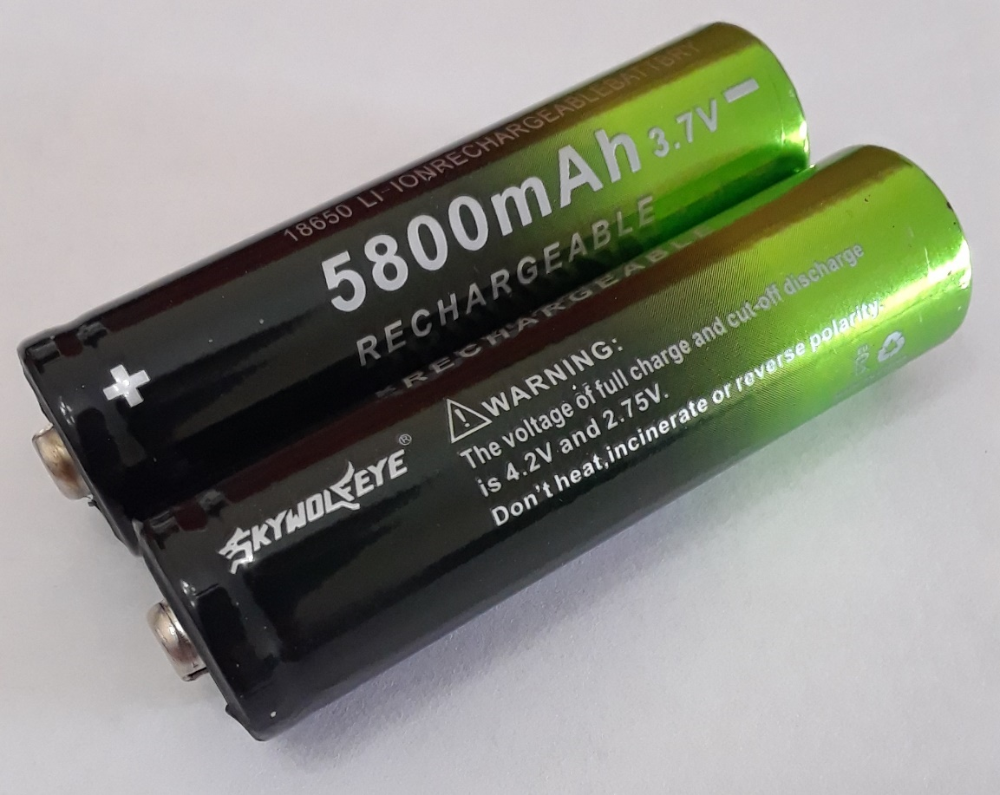 18650 LI-IONRECHARGEABLEBATTDRY
5800mAh 3.7V
RECHARGEABLE
+
−
RECHARGEABLE
SKYWOLFEYE®
WARNING:
The voltage of full charge and cut-off discharge
is 4.2V and 2.75V.
Don't heat,incinerate or reverse polarity.